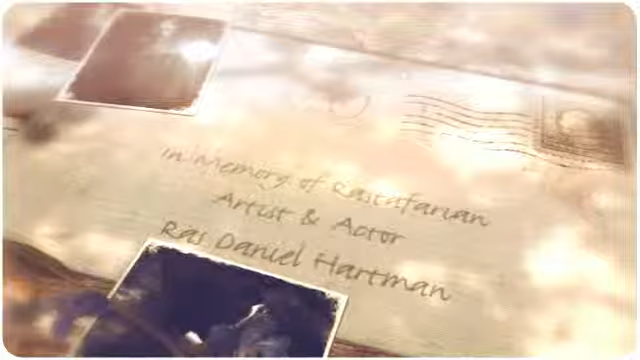 In Memory of Rastafarian
Artist & Actor
Ras Daniel Hartman